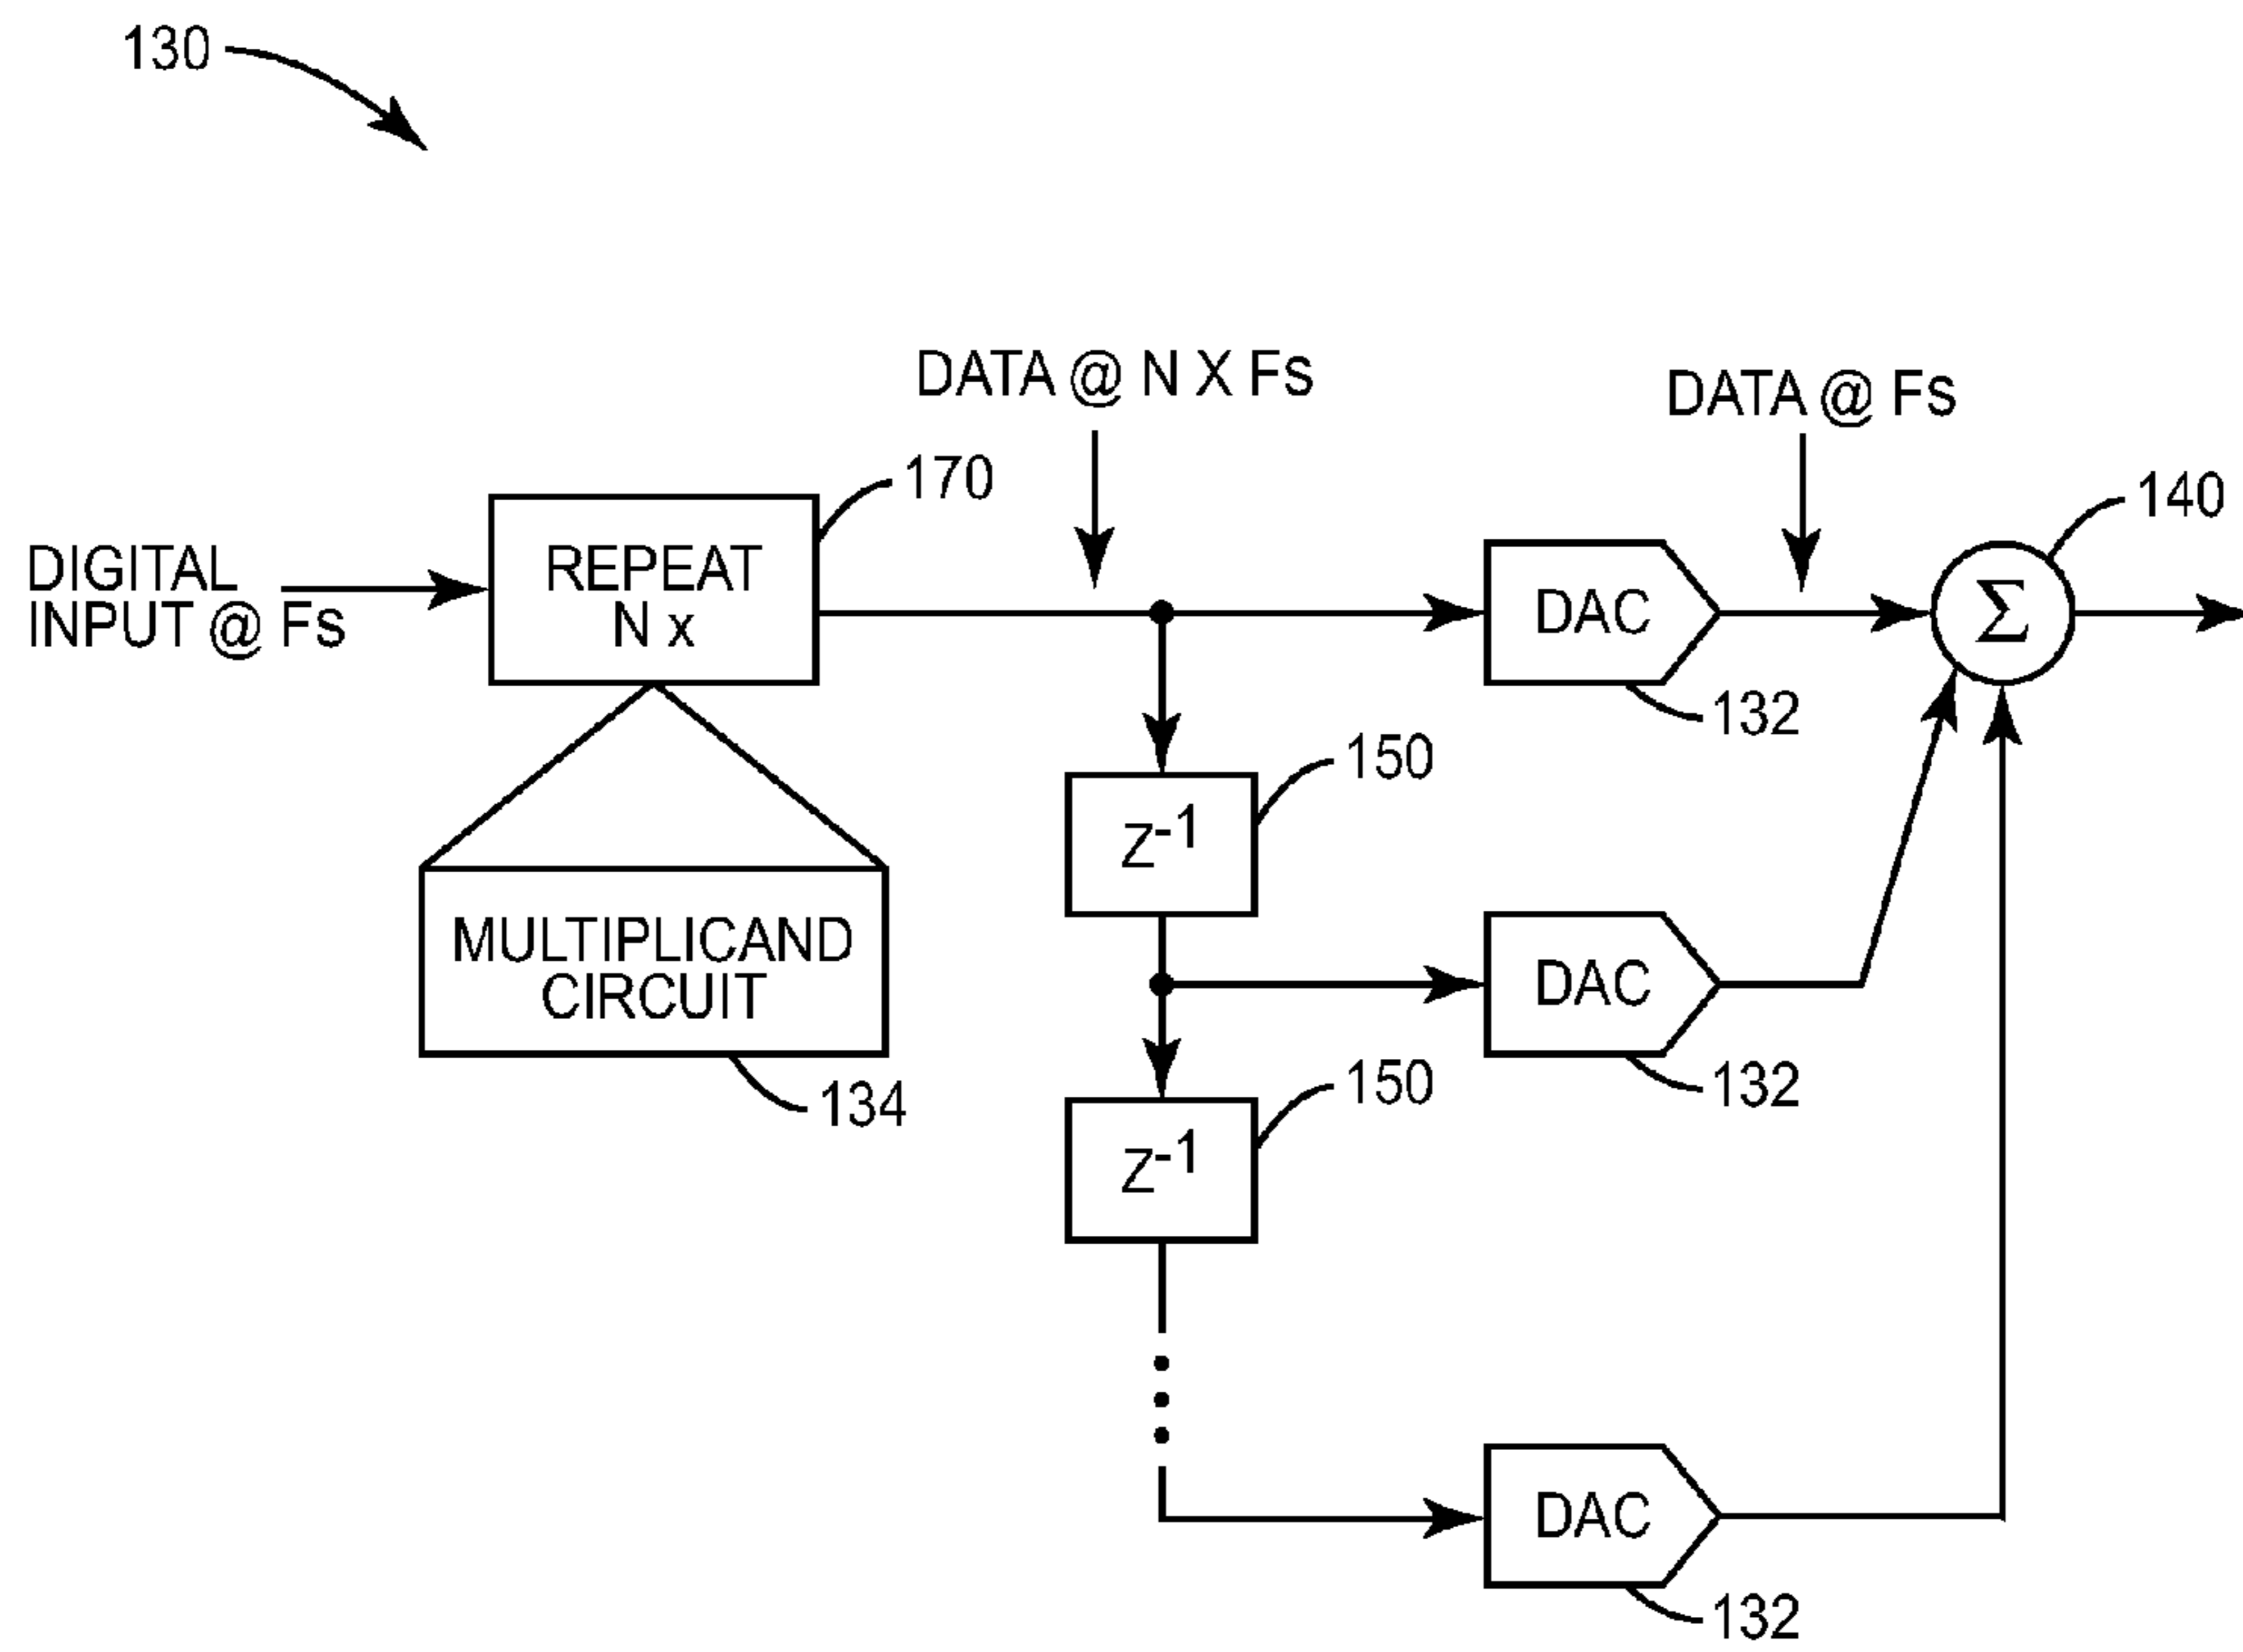 130
DATA @ N X FS
DATA @ FS
170
140
DIGITAL
INPUT @ FS
REPEAT
N x
DAC
Σ
132
150
Z-1
MULTIPLICAND
CIRCUIT
DAC
134
150
132
Z-1
DAC
132